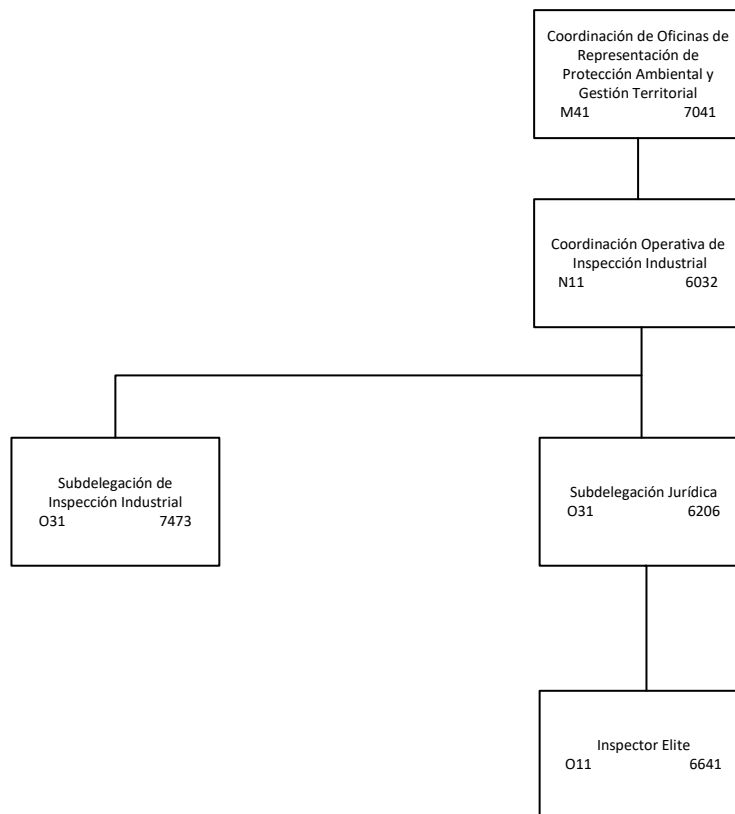 Coordinación de Oficinas de
Representación de
Protección Ambiental y
Gestión Territorial
M41 7041
Coordinación Operativa de
Inspección Industrial
N11 6032
Subdelegación de
Inspección Industrial
O31 7473
Subdelegación Jurídica
O31 6206
Inspector Elite
O11 6641